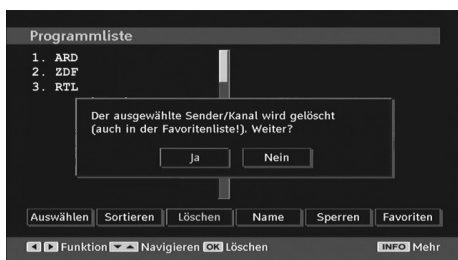 Programmliste
1. ARD
2. ZDF
3. RTL
Der ausgewählte Sender/Kanal wird gelöscht
(auch in der Favoritenliste!). Weiter?
Ja Nein
Auswählen Sortieren Löschen Name Sperren Favoriten
Funktion Navigieren OK Löschen INFO Mehr